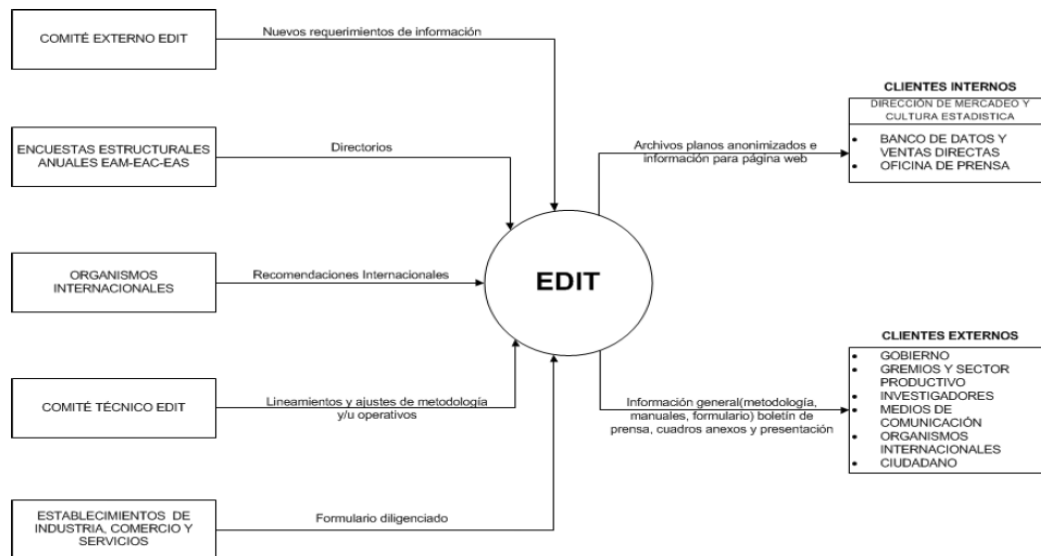 COMITÉ EXTERNO EDIT
Nuevos requerimientos de información
ENCUESTAS ESTRUCTURALES
ANUALES EAM-EAC-EAS
Directorios
ORGANISMOS
INTERNACIONALES
Recomendaciones Internacionales
COMITÉ TÉCNICO EDIT
Lineamientos y ajustes de metodología
y/u operativos
ESTABLECIMIENTOS DE
INDUSTRIA, COMERCIO Y
SERVICIOS
Formulario diligenciado
EDIT
Archivos planos anonimizados e
información para página web
CLIENTES INTERNOS
DIRECCIÓN DE MERCADEO Y
CULTURA ESTADISTICA
• BANCO DE DATOS Y
VENTAS DIRECTAS
• OFICINA DE PRENSA
Información general(metodología,
manuales, formulario) boletín de
prensa, cuadros anexos y presentación
CLIENTES EXTERNOS
• GOBIERNO
• GREMIOS Y SECTOR
PRODUCTIVO
• INVESTIGADORES
• MEDIOS DE
COMUNICACIÓN
• ORGANISMOS
INTERNACIONALES
• CIUDADANO